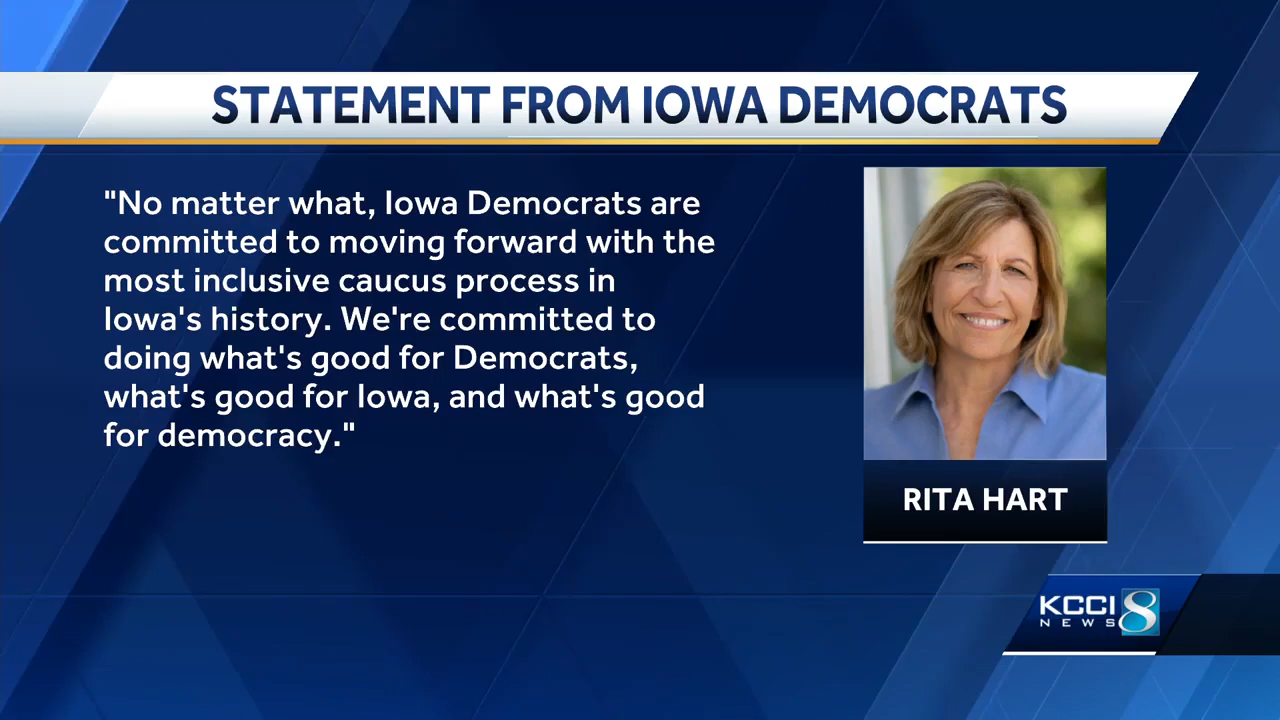 STATEMENT FROM IOWA DEMOCRATS
"No matter what, Iowa Democrats are
committed to moving forward with the
most inclusive caucus process in
Iowa's history. We're committed to
doing what's good for Democrats,
what's good for Iowa, and what's good
for democracy."
RITA HART
KCCI 8
NEWS